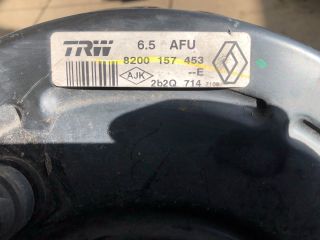 TRW 6.5 AFU
8200 157 453
--E
AJK 2b2Q 714